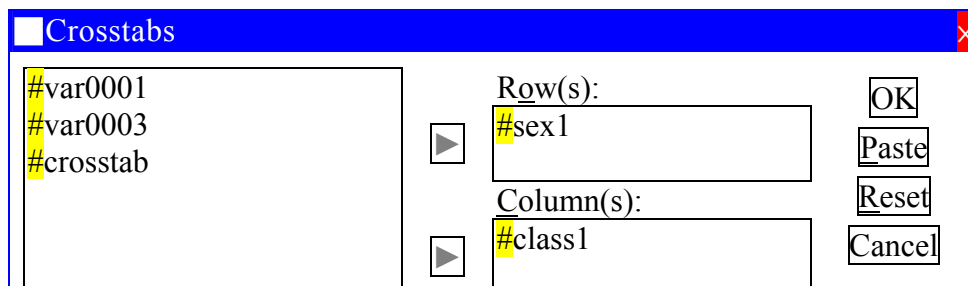 Crosstabs
×
#var0001
#var0003
#crosstab
Row(s):
#sex1
Column(s):
#class1
OK
Paste
Reset
Cancel